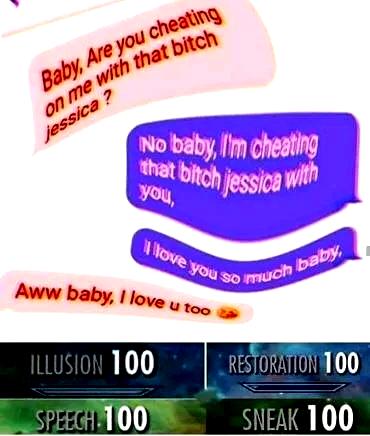 Baby, Are you cheating
on me with that bitch
jessica ?
No baby, I'm cheating
that bitch jessica with
you,
I love you so much baby,
Aww baby, I love u too
ILLUSION 100
RESTORATION 100
SPEECH 100
SNEAK 100